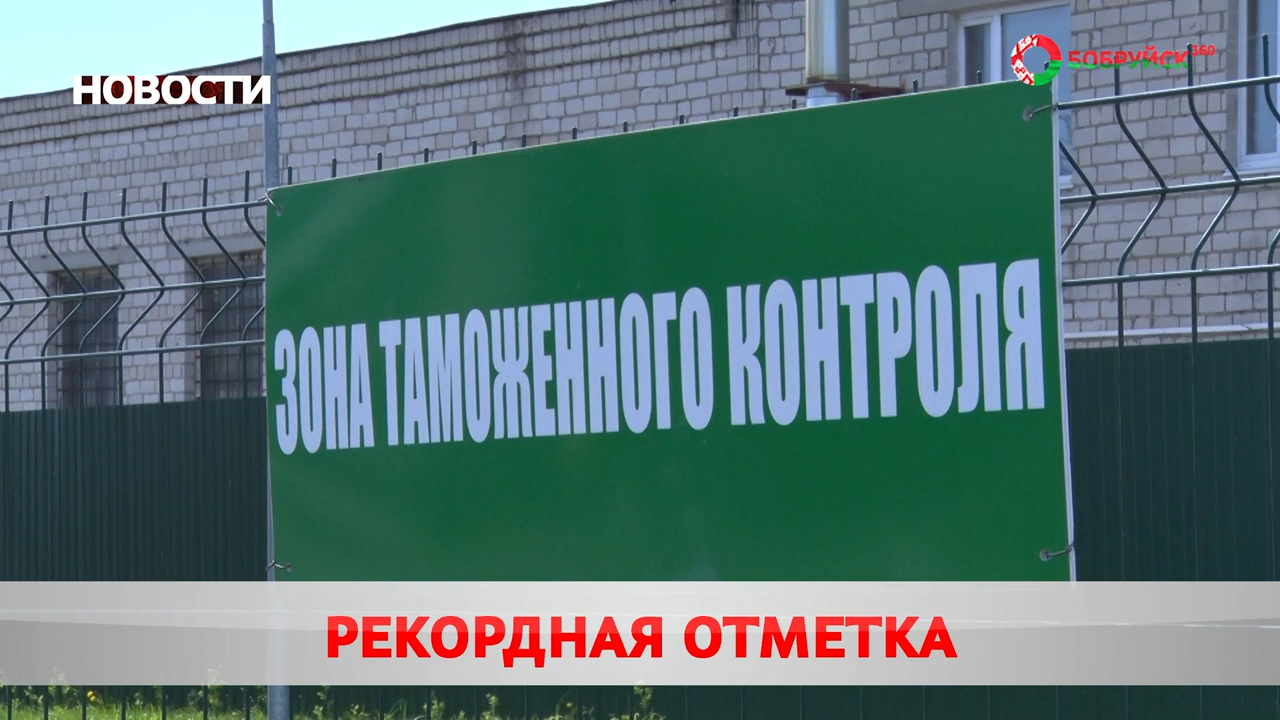 НОВОСТИ
БОБРУЙСК 360
ЗОНА ТАМОЖЕННОГО КОНТРОЛЯ
РЕКОРДНАЯ ОТМЕТКА